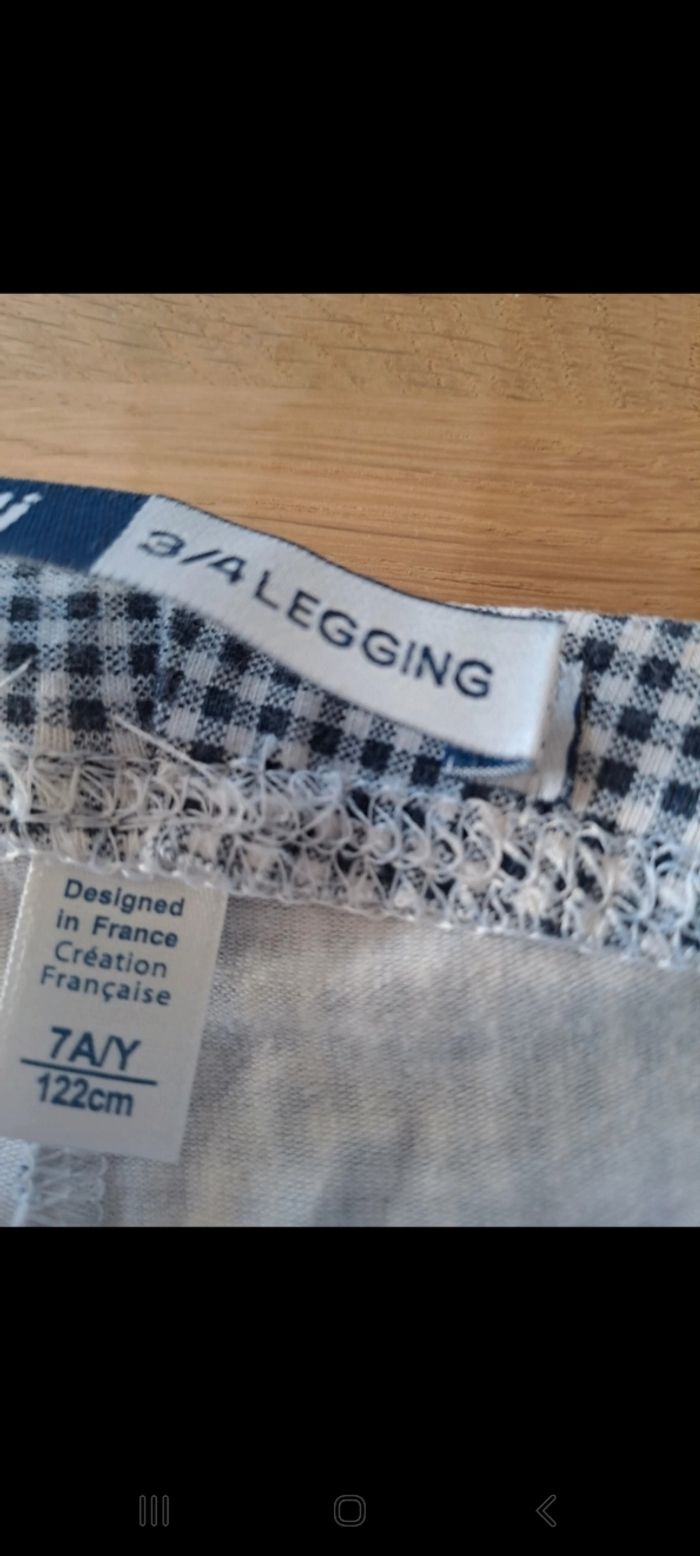 3/4 LEGGING
Designed
in France
Création
Française
7A/Y
122cm